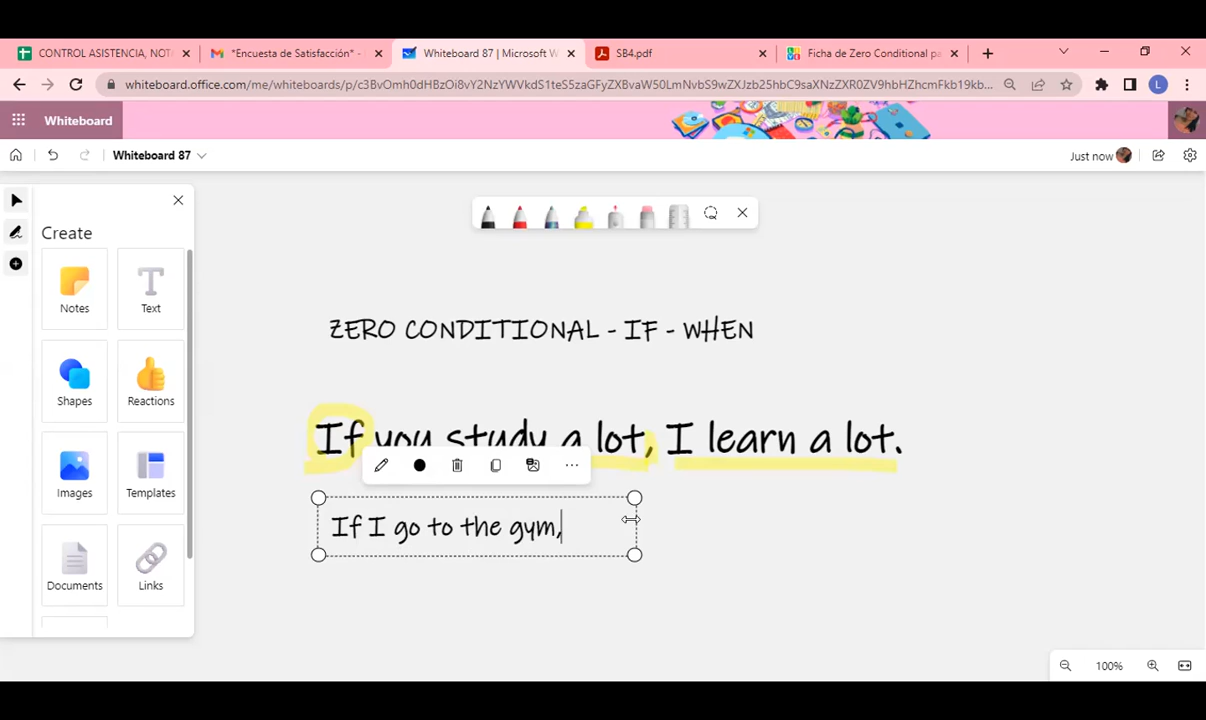 CONTROL ASISTENCIA, NOT
*Encuesta de Satisfacción* -
Whiteboard 87 | Microsoft W
SB4.pdf
Ficha de Zero Conditional pa
whiteboard.office.com/me/whiteboards/p/
L
Whiteboard
Whiteboard 87
Just now
Create
Notes
Text
Shapes
Reactions
Images
Templates
Documents
Links
ZERO CONDITIONAL - IF - WHEN
If you study a lot, I learn a lot.
If I go to the gym,
100%